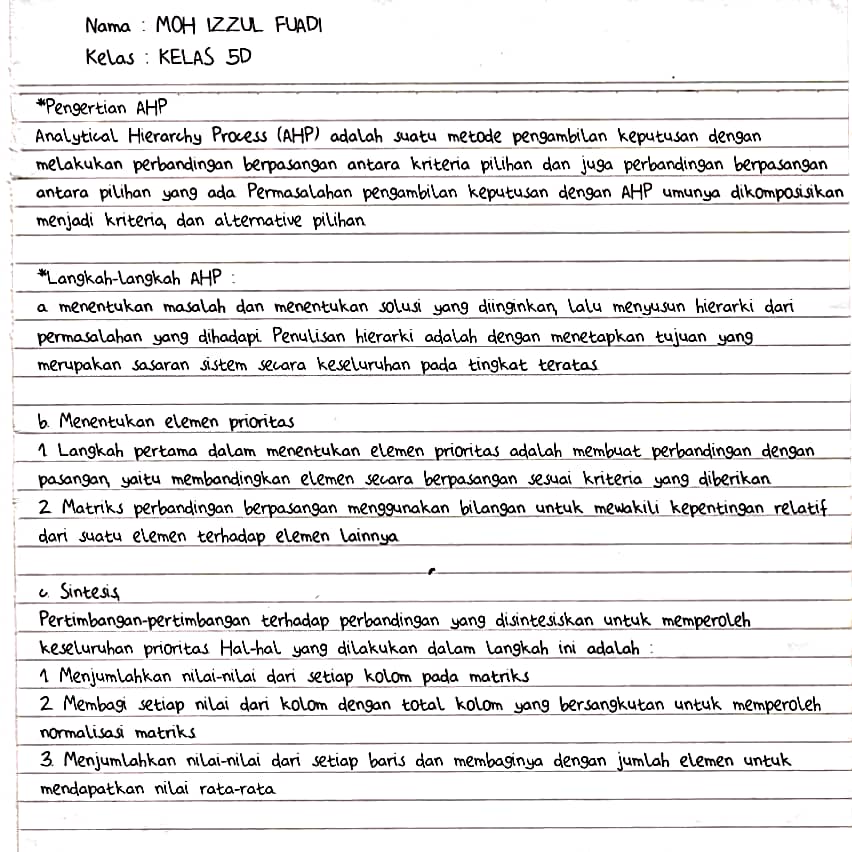 Nama : MOH IZZUL FUADI
Kelas : KELAS 5D
*Pengertian AHP
Analytical Hierarchy Process (AHP) adalah suatu metode pengambilan keputusan dengan
melakukan perbandingan berpasangan antara kriteria pilihan dan juga perbandingan berpasangan
antara pilihan yang ada Permasalahan pengambilan keputusan dengan AHP umunya dikomposisikan
menjadi kriteria, dan alternative pilihan
*Langkah-langkah AHP :
a menentukan masalah dan menentukan solusi yang diinginkan, lalu menyusun hierarki dari
permasalahan yang dihadapi. Penulisan hierarki adalah dengan menetapkan tujuan yang
merupakan sasaran sistem secara keseluruhan pada tingkat teratas
b. Menentukan elemen prioritas
1 Langkah pertama dalam menentukan elemen prioritas adalah membuat perbandingan dengan
pasangan, yaitu membandingkan elemen secara berpasangan sesuai kriteria yang diberikan
2 Matriks perbandingan berpasangan menggunakan bilangan untuk mewakili kepentingan relatif
dari suatu elemen terhadap elemen lainnya
c. Sintesis,
Pertimbangan-pertimbangan terhadap perbandingan yang disintesiskan untuk memperoleh
keseluruhan prioritas Hal-hal yang dilakukan dalam langkah ini adalah :
1 Menjumlahkan nilai-nilai dari setiap kolom pada matriks
2 Membagi setiap nilai dari kolom dengan total kolom yang bersangkutan untuk memperoleh
normalisasi matriks
3. Menjumlahkan nilai-nilai dari setiap baris dan membaginya dengan jumlah elemen untuk
mendapatkan nilai rata-rata